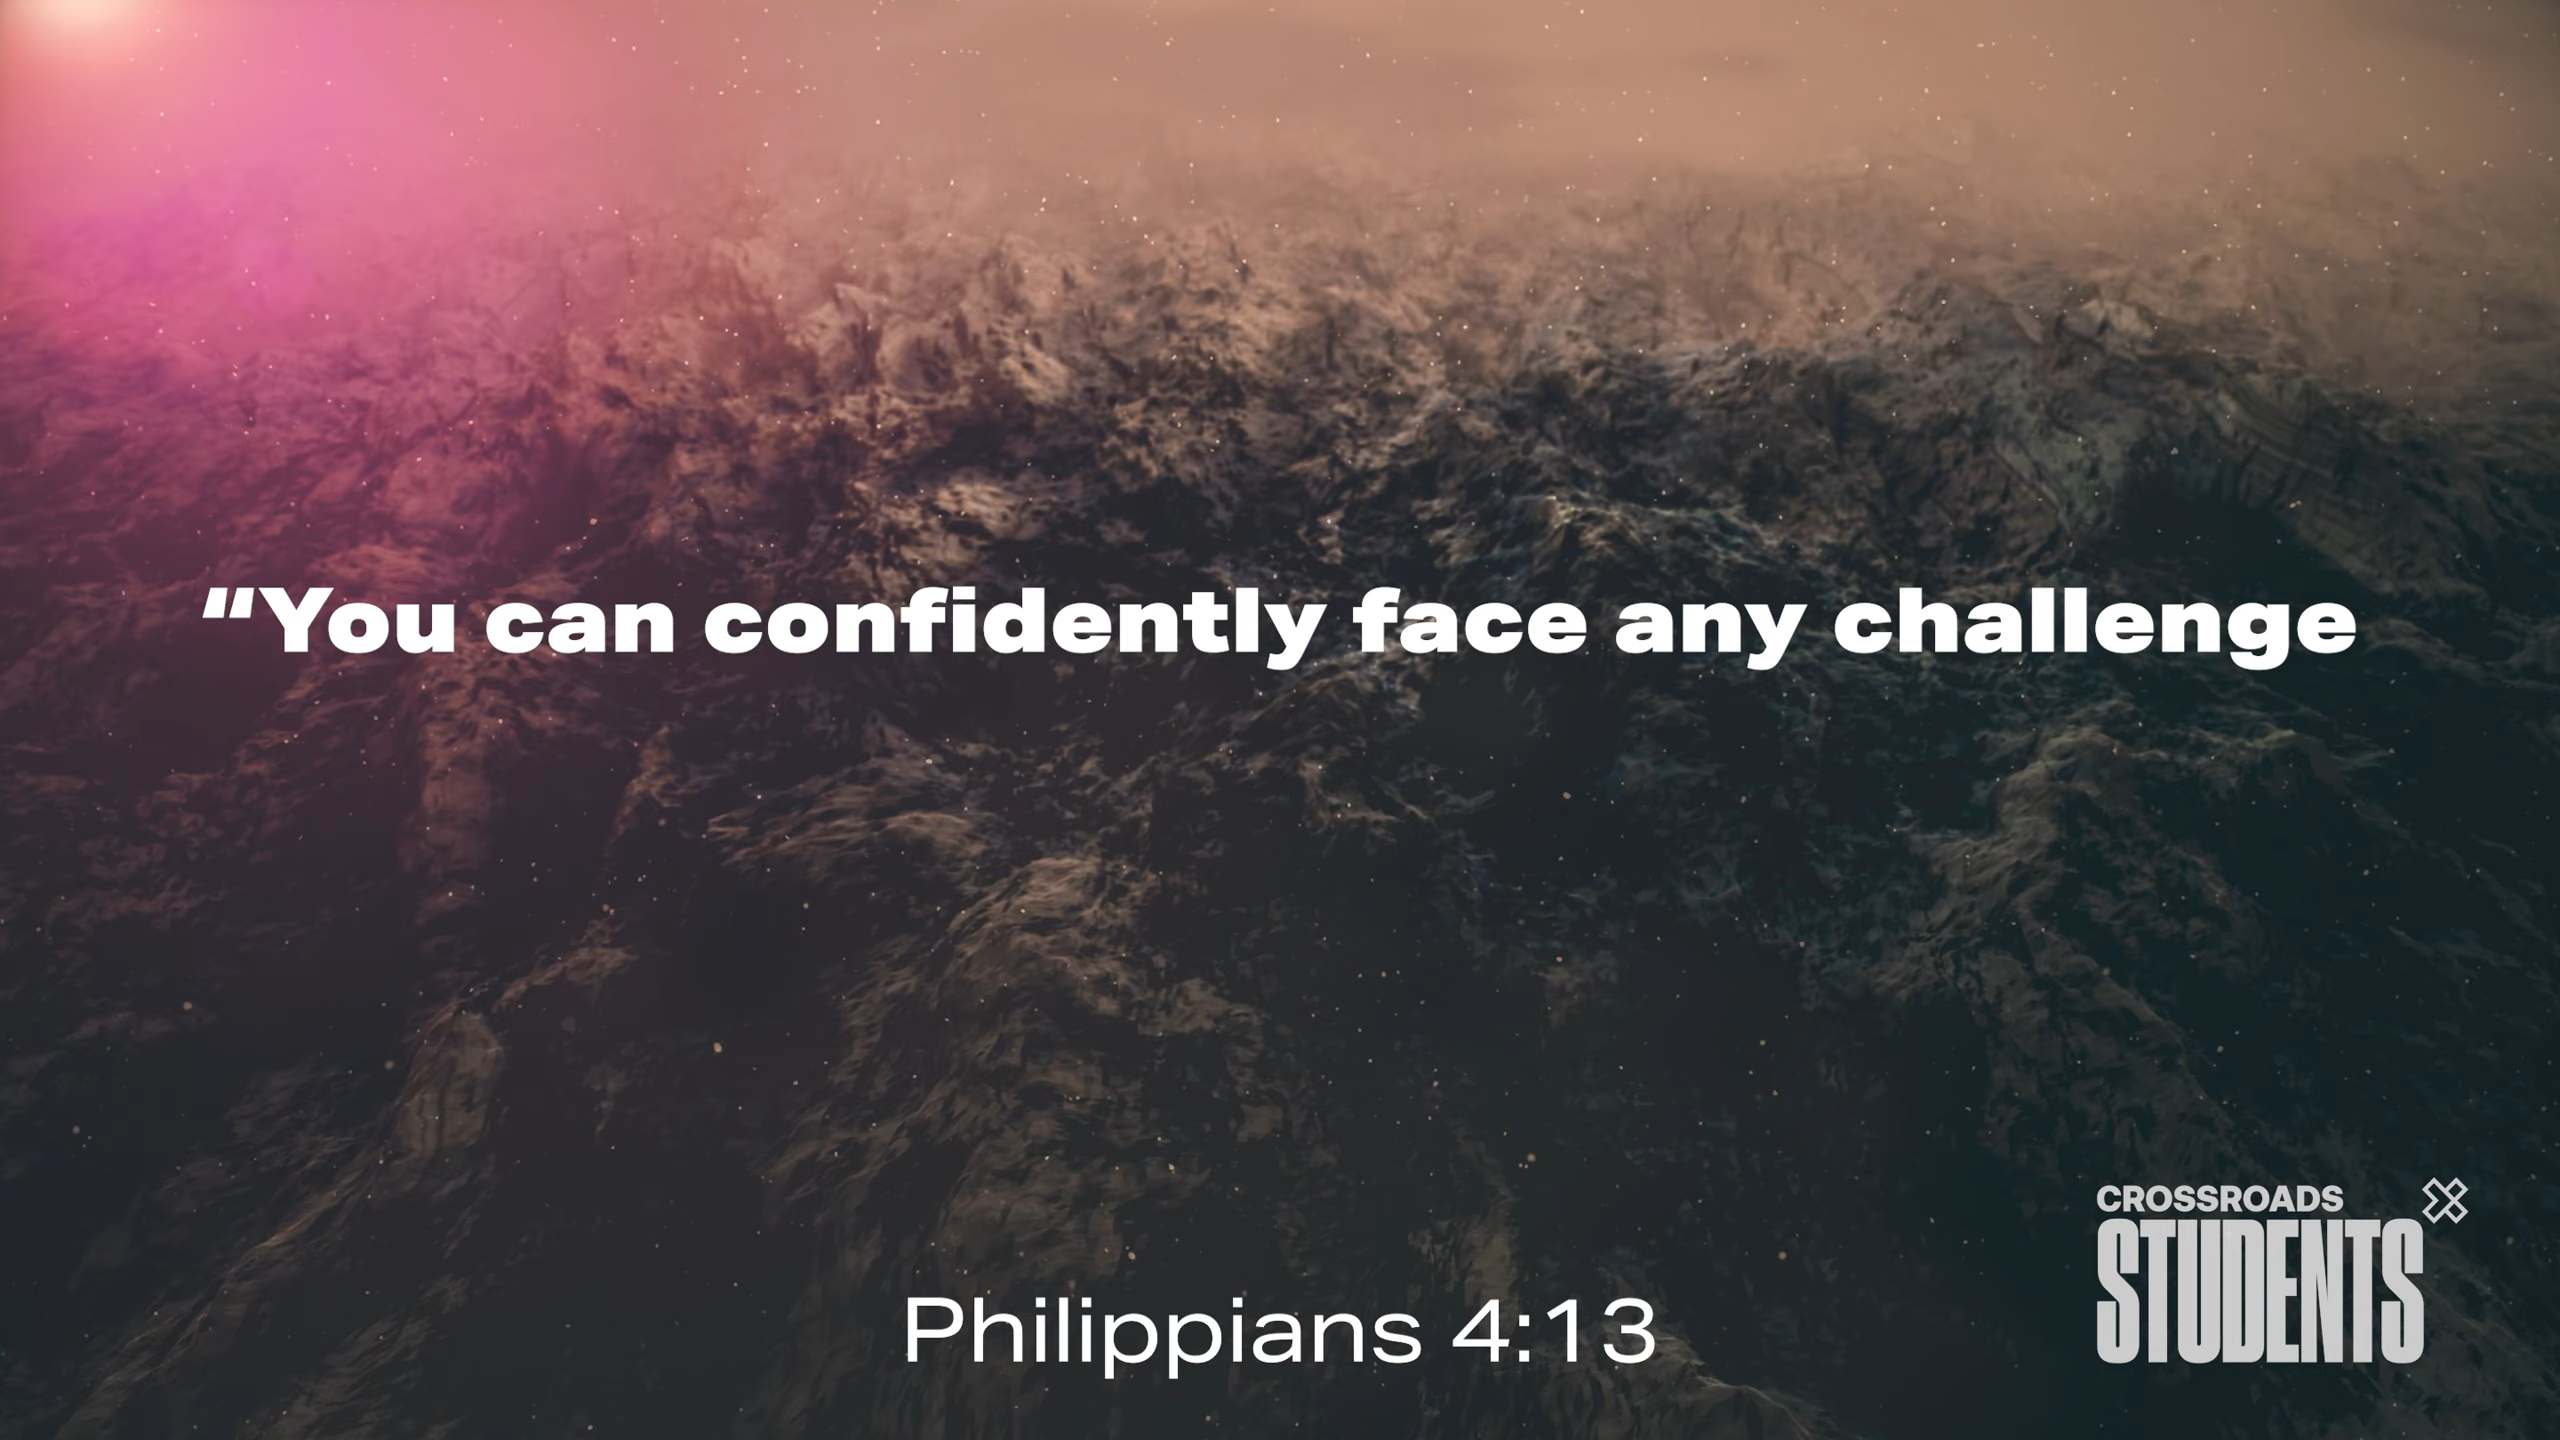 “You can confidently face any challenge
CROSSROADS
STUDENTS
Philippians 4:13